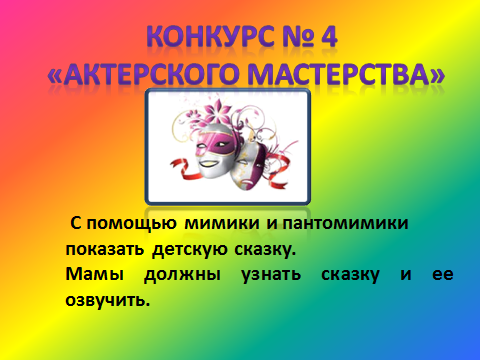 КОНКУРС № 4
«АКТЕРСКОГО МАСТЕРСТВА»
С помощью мимики и пантомимики
показать детскую сказку.
Мамы должны узнать сказку и ее
озвучить.